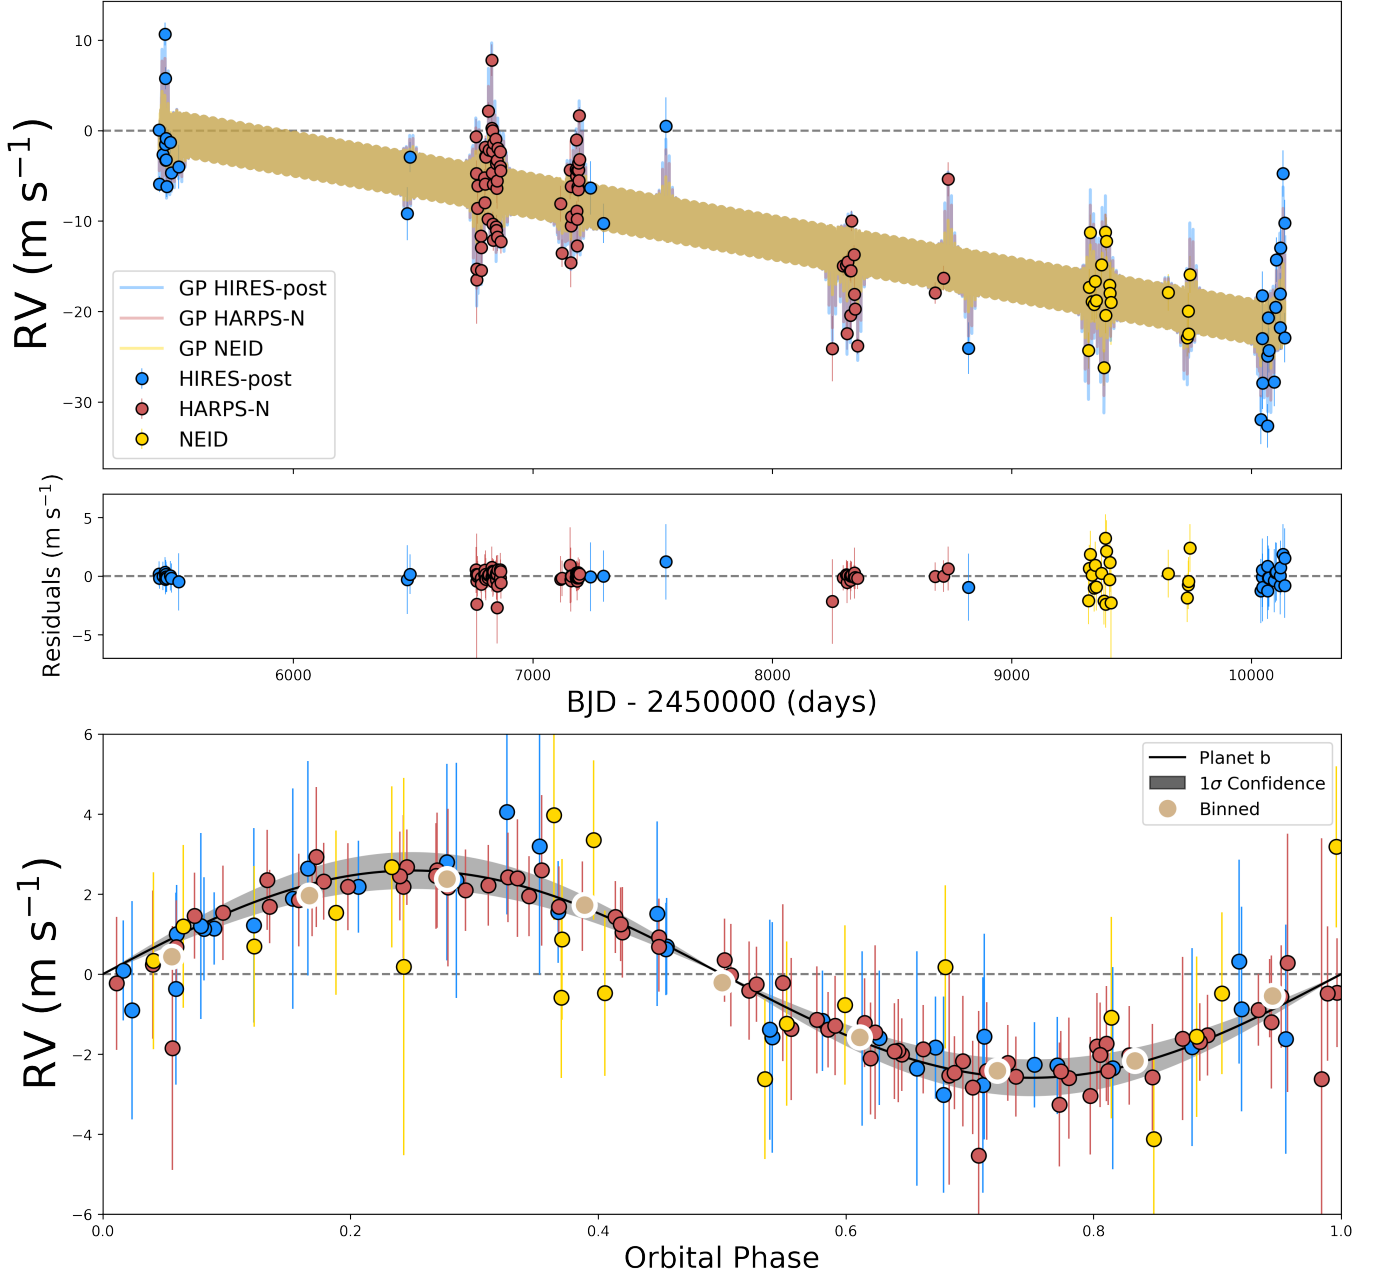 10
0
−10
−20
−30
RV (m s⁻¹)
GP HIRES-post
GP HARPS-N
GP NEID
HIRES-post
HARPS-N
NEID
5
0
−5
Residuals (m s⁻¹)
6000 7000 8000 9000 10000
BJD - 2450000 (days)
6
4
2
0
−2
−4
−6
RV (m s⁻¹)
Planet b
1σ Confidence
Binned
0.0 0.2 0.4 0.6 0.8 1.0
Orbital Phase